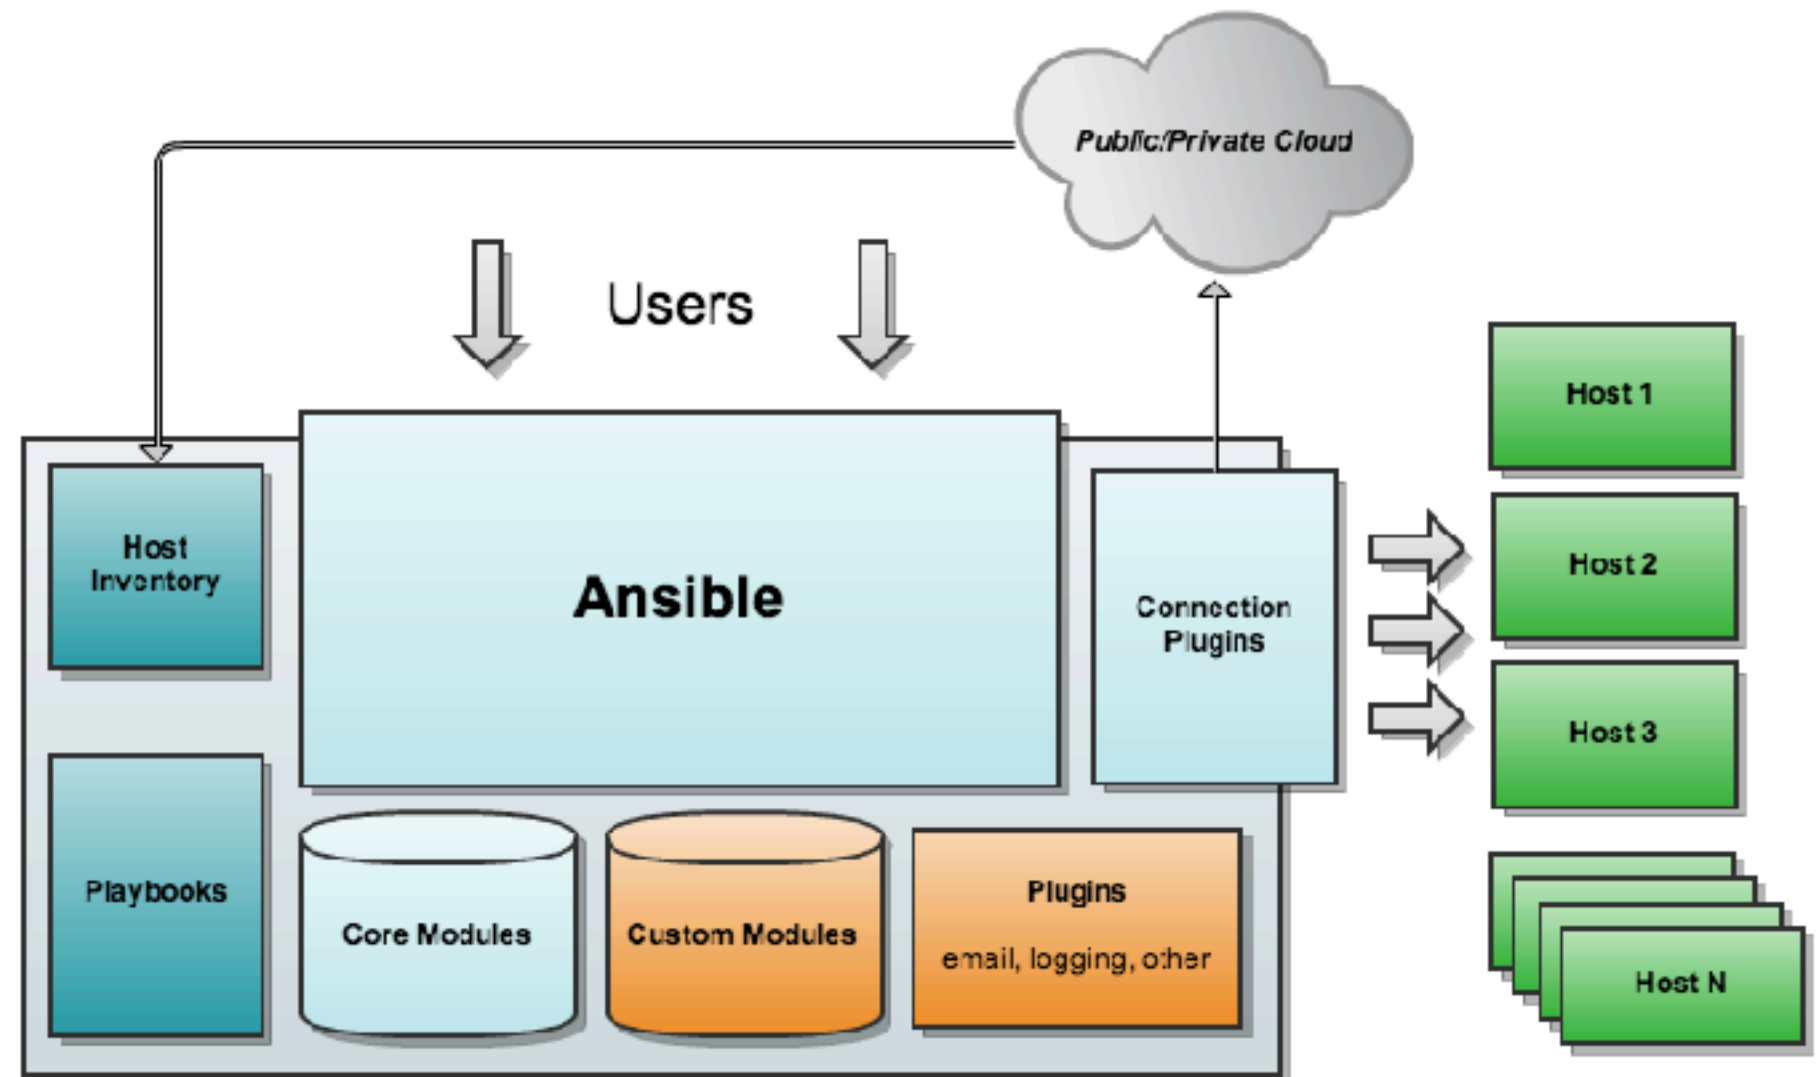 Public/Private Cloud
Users
Host 1
Host
Inventory
Ansible
Connection
Plugins
Host 2
Host 3
Playbooks
Core Modules
Custom Modules
Plugins
email, logging, other
Host N